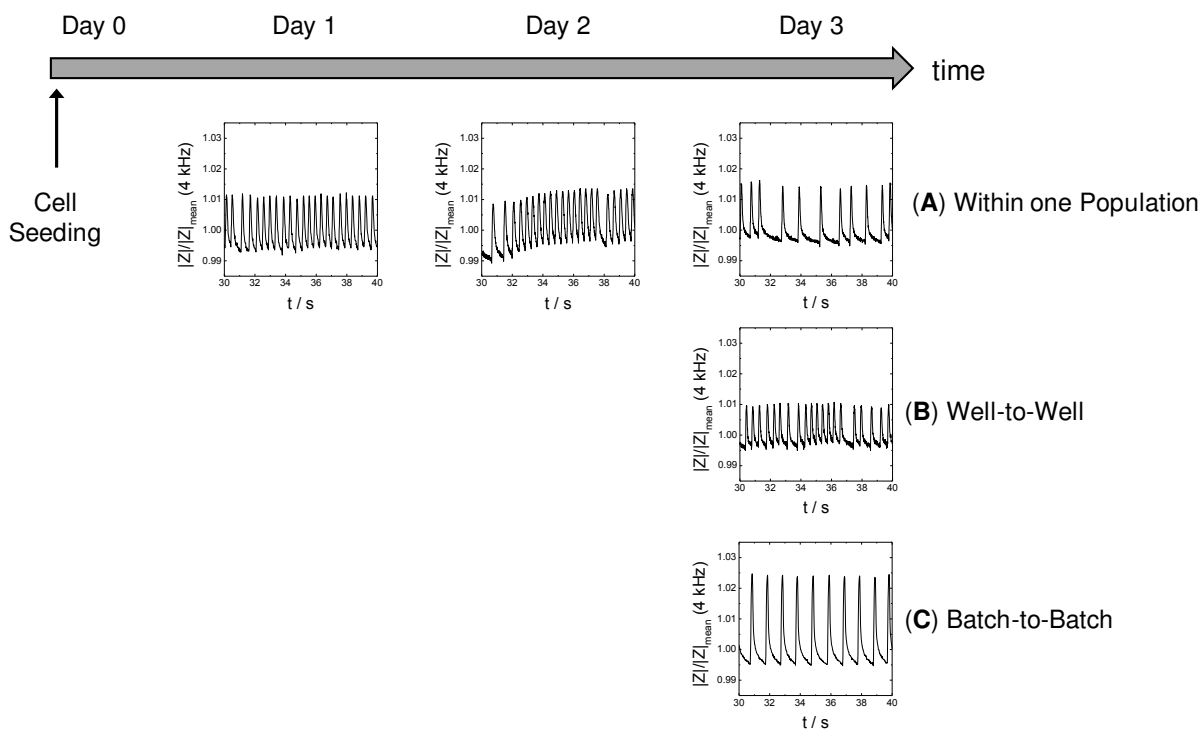 Day 0 Day 1 Day 2 Day 3
time
Cell
Seeding
|Z|/|Z|mean (4 kHz)
1.03
1.02
1.01
1.00
0.99
30 32 34 36 38 40
t / s
|Z|/|Z|mean (4 kHz)
1.03
1.02
1.01
1.00
0.99
30 32 34 36 38 40
t / s
|Z|/|Z|mean (4 kHz)
1.03
1.02
1.01
1.00
0.99
30 32 34 36 38 40
t / s
(A) Within one Population
|Z|/|Z|mean (4 kHz)
1.03
1.02
1.01
1.00
0.99
30 32 34 36 38 40
t / s
(B) Well-to-Well
|Z|/|Z|mean (4 kHz)
1.03
1.02
1.01
1.00
0.99
30 32 34 36 38 40
t / s
(C) Batch-to-Batch